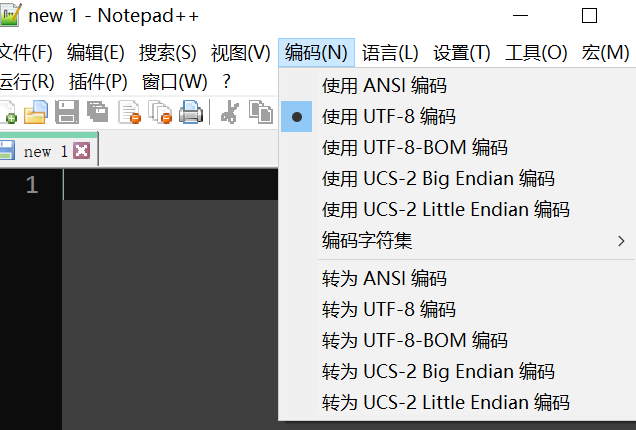 new 1 - Notepad++
文件(F) 编辑(E) 搜索(S) 视图(V) 编码(N) 语言(L) 设置(T) 工具(O) 宏(M)
运行(R) 插件(P) 窗口(W) ?
new 1
1
使用 ANSI 编码
使用 UTF-8 编码
使用 UTF-8-BOM 编码
使用 UCS-2 Big Endian 编码
使用 UCS-2 Little Endian 编码
编码字符集
转为 ANSI 编码
转为 UTF-8 编码
转为 UTF-8-BOM 编码
转为 UCS-2 Big Endian 编码
转为 UCS-2 Little Endian 编码